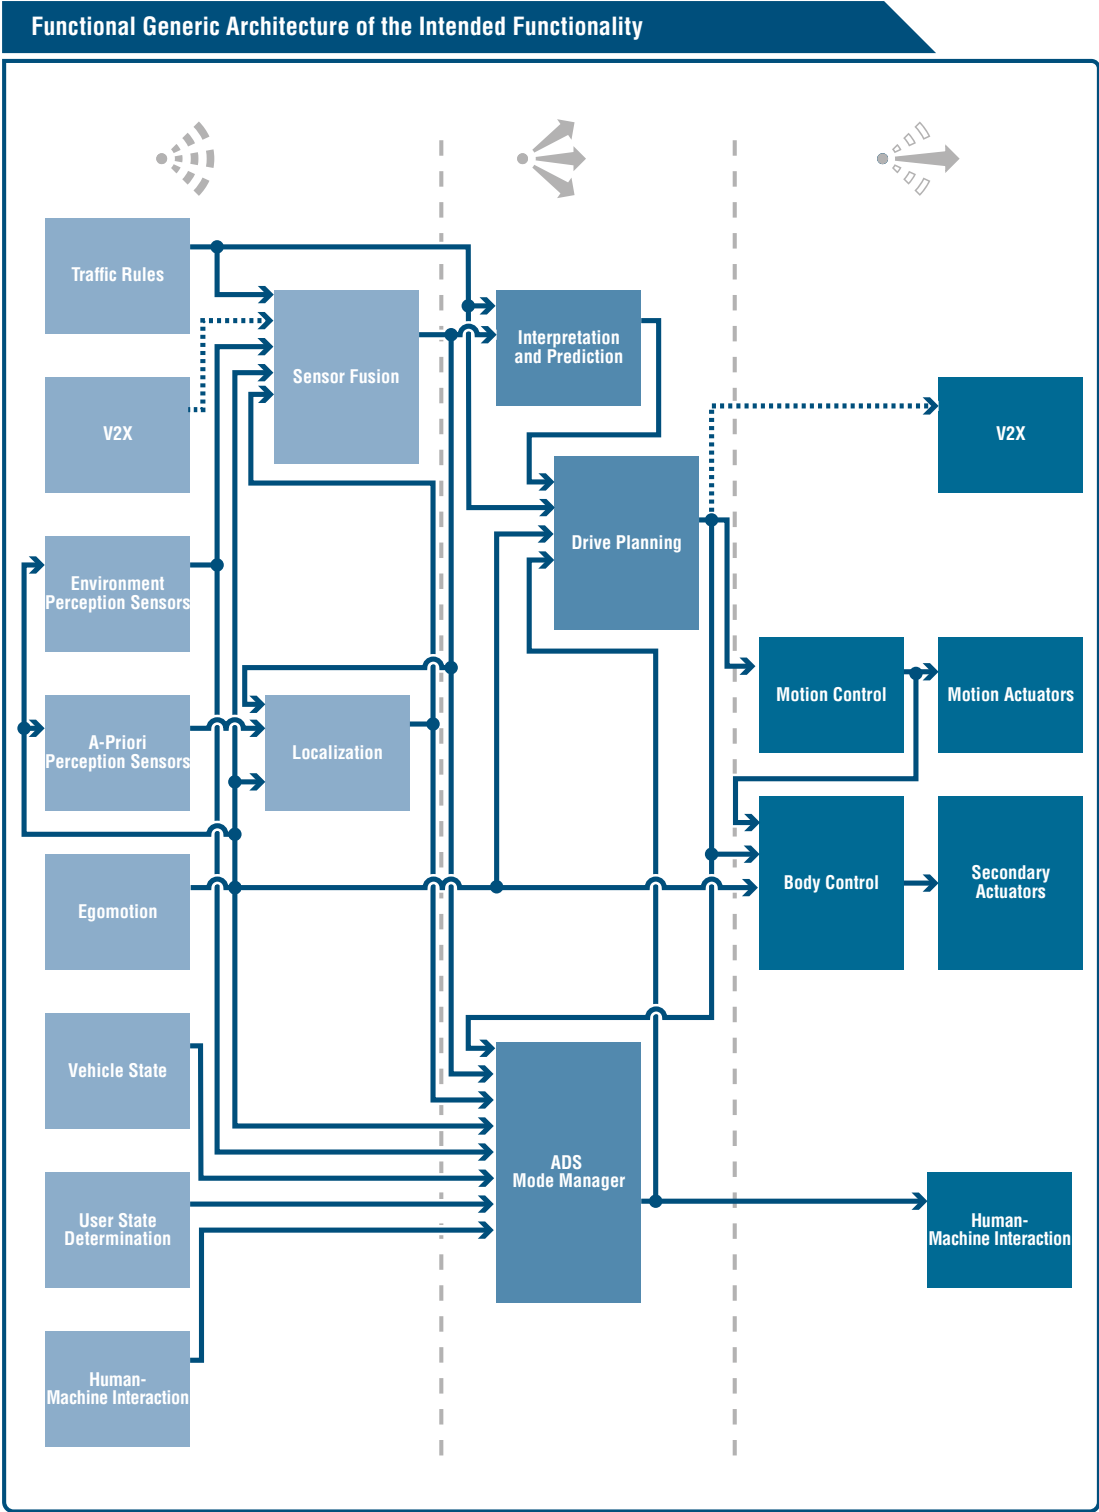 Functional Generic Architecture of the Intended Functionality
Traffic Rules
Sensor Fusion
Interpretation
and Prediction
V2X
V2X
Drive Planning
Environment
Perception Sensors
A-Priori
Perception Sensors
Localization
Motion Control
Motion Actuators
Egomotion
Body Control
Secondary
Actuators
Vehicle State
ADS
Mode Manager
User State
Determination
Human-
Machine Interaction
Human-
Machine Interaction